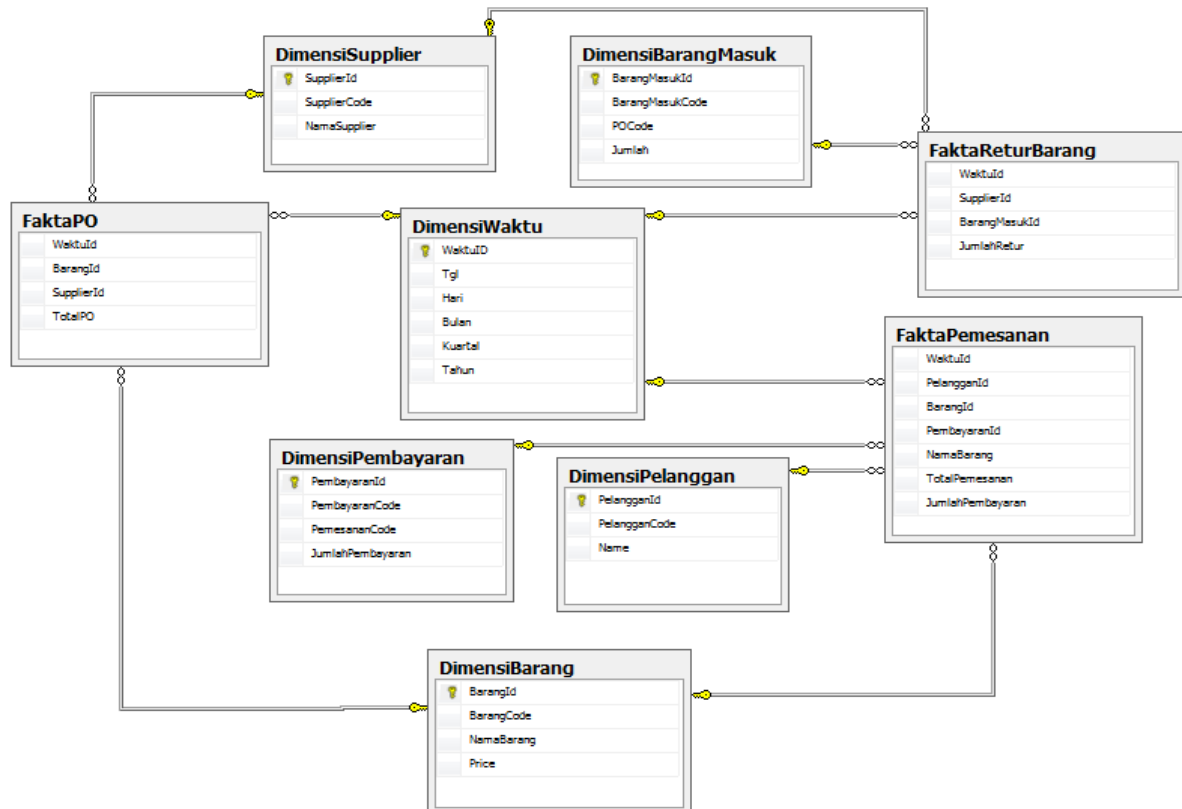 DimensiSupplier
SupplierId
SupplierCode
NamaSupplier
DimensiBarangMasuk
BarangMasukId
BarangMasukCode
POCode
Jumlah
FaktaReturBarang
WaktuId
SupplierId
BarangMasukId
JumlahRetur
FaktaPO
WaktuId
BarangId
SupplierId
TotalPO
DimensiWaktu
WaktuID
Tgl
Hari
Bulan
Kuartal
Tahun
FaktaPemesanan
WaktuId
PelangganId
BarangId
PembayaranId
NamaBarang
TotalPemesanan
JumlahPembayaran
DimensiPembayaran
PembayaranId
PembayaranCode
PemesananCode
JumlahPembayaran
DimensiPelanggan
PelangganId
PelangganCode
Name
DimensiBarang
BarangId
BarangCode
NamaBarang
Price